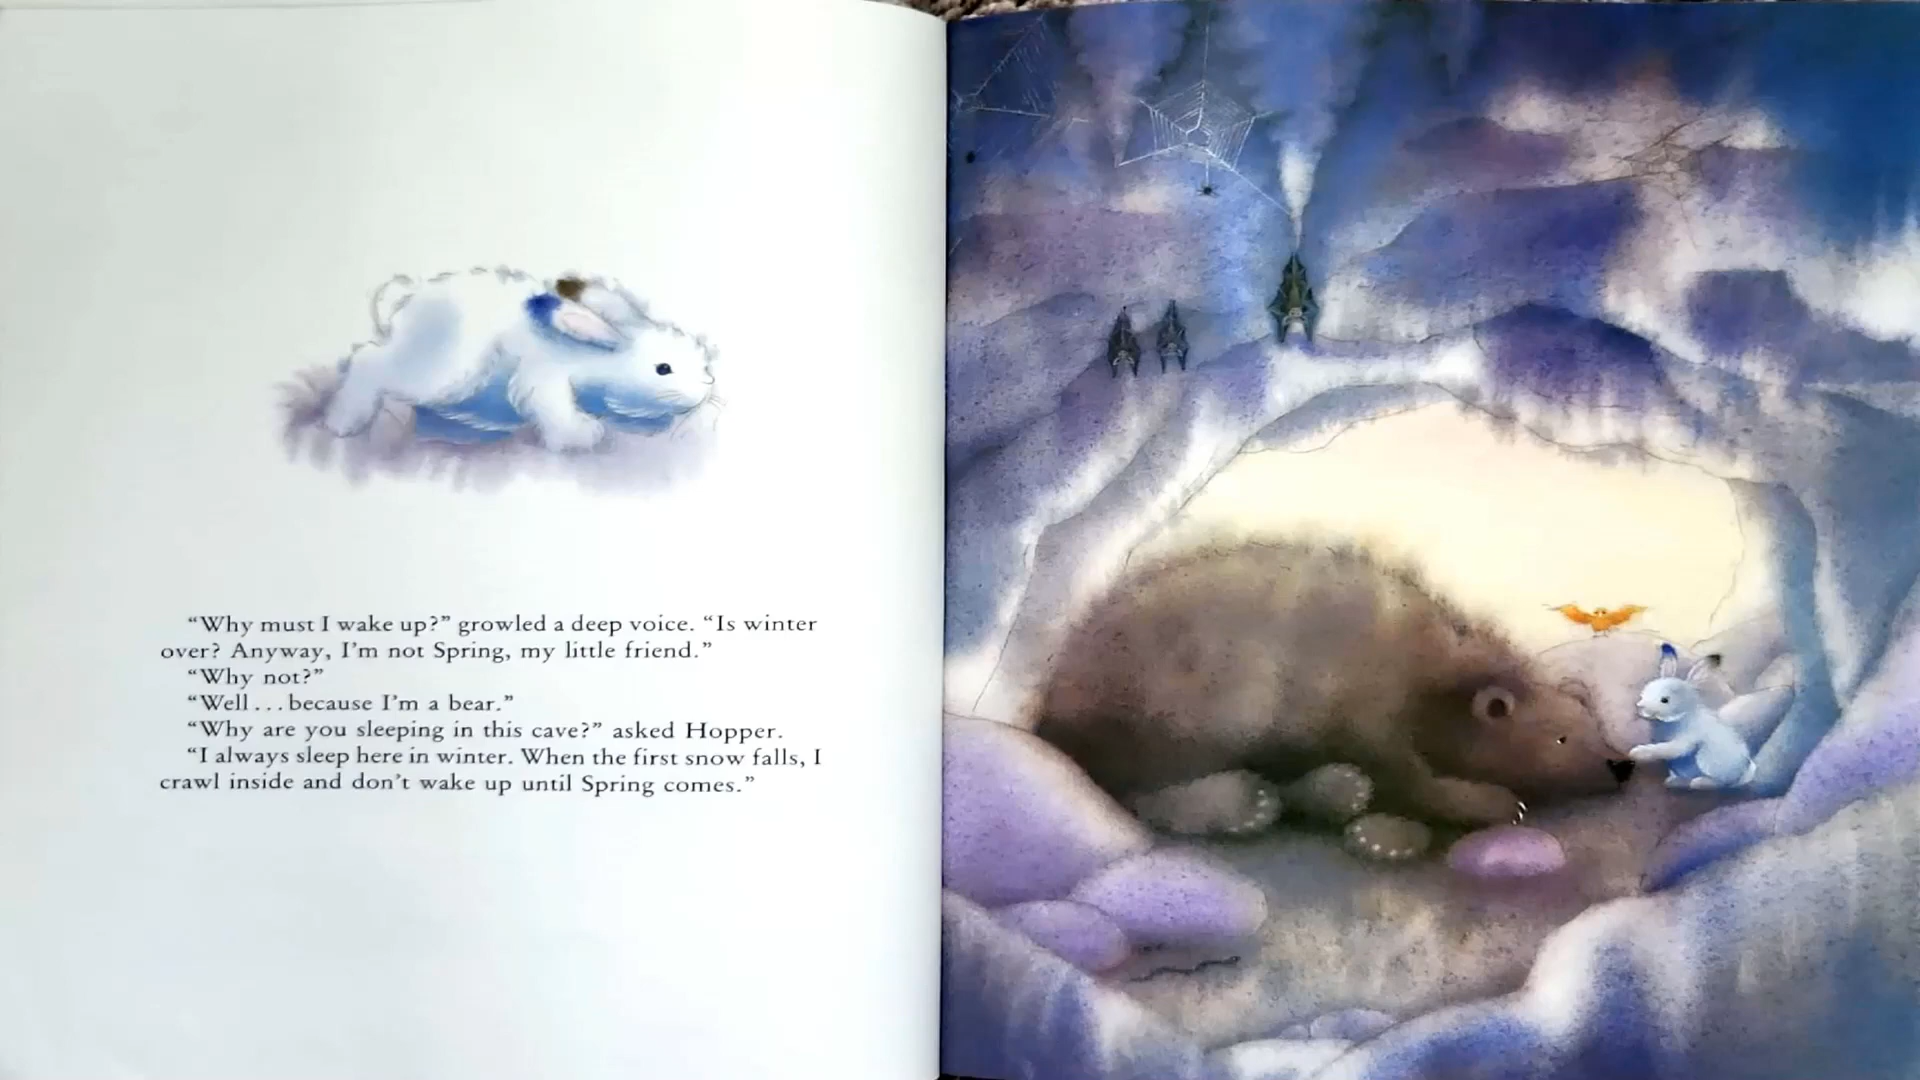 “Why must I wake up?” growled a deep voice. “Is winter
over? Anyway, I’m not Spring, my little friend.”
“Why not?”
“Well . . . because I’m a bear.”
“Why are you sleeping in this cave?” asked Hopper.
“I always sleep here in winter. When the first snow falls, I
crawl inside and don’t wake up until Spring comes.”